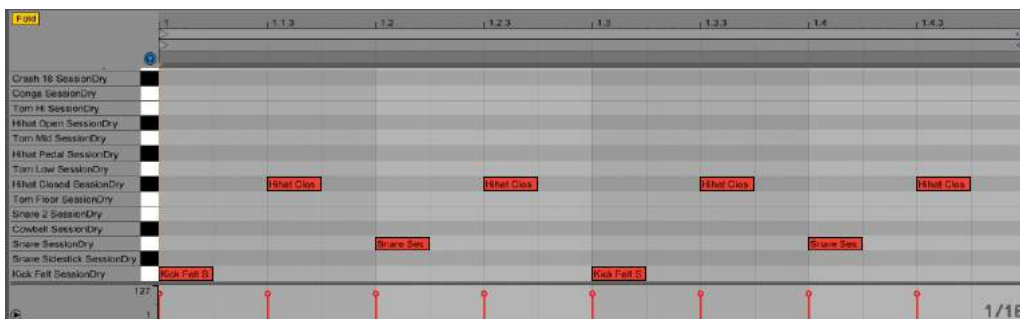 Fold
1 1.1.3 1.2 1.2.3 1.3 1.3.3 1.4 1.4.3
Crash 16 SessionDry
Conga SessionDry
Tom Hi SessionDry
Hihat Open SessionDry
Tom Mid SessionDry
Hihat Pedal SessionDry
Tom Low SessionDry
Hihat Closed SessionDry Hihat Clos Hihat Clos Hihat Clos Hihat Clos
Tom Floor SessionDry
Snare 2 SessionDry
Cowbell SessionDry
Snare SessionDry Snare Ses Snare Ses
Snare Sidestick SessionDry
Kick Felt SessionDry Kick Felt S Kick Felt S
127
1 1/16